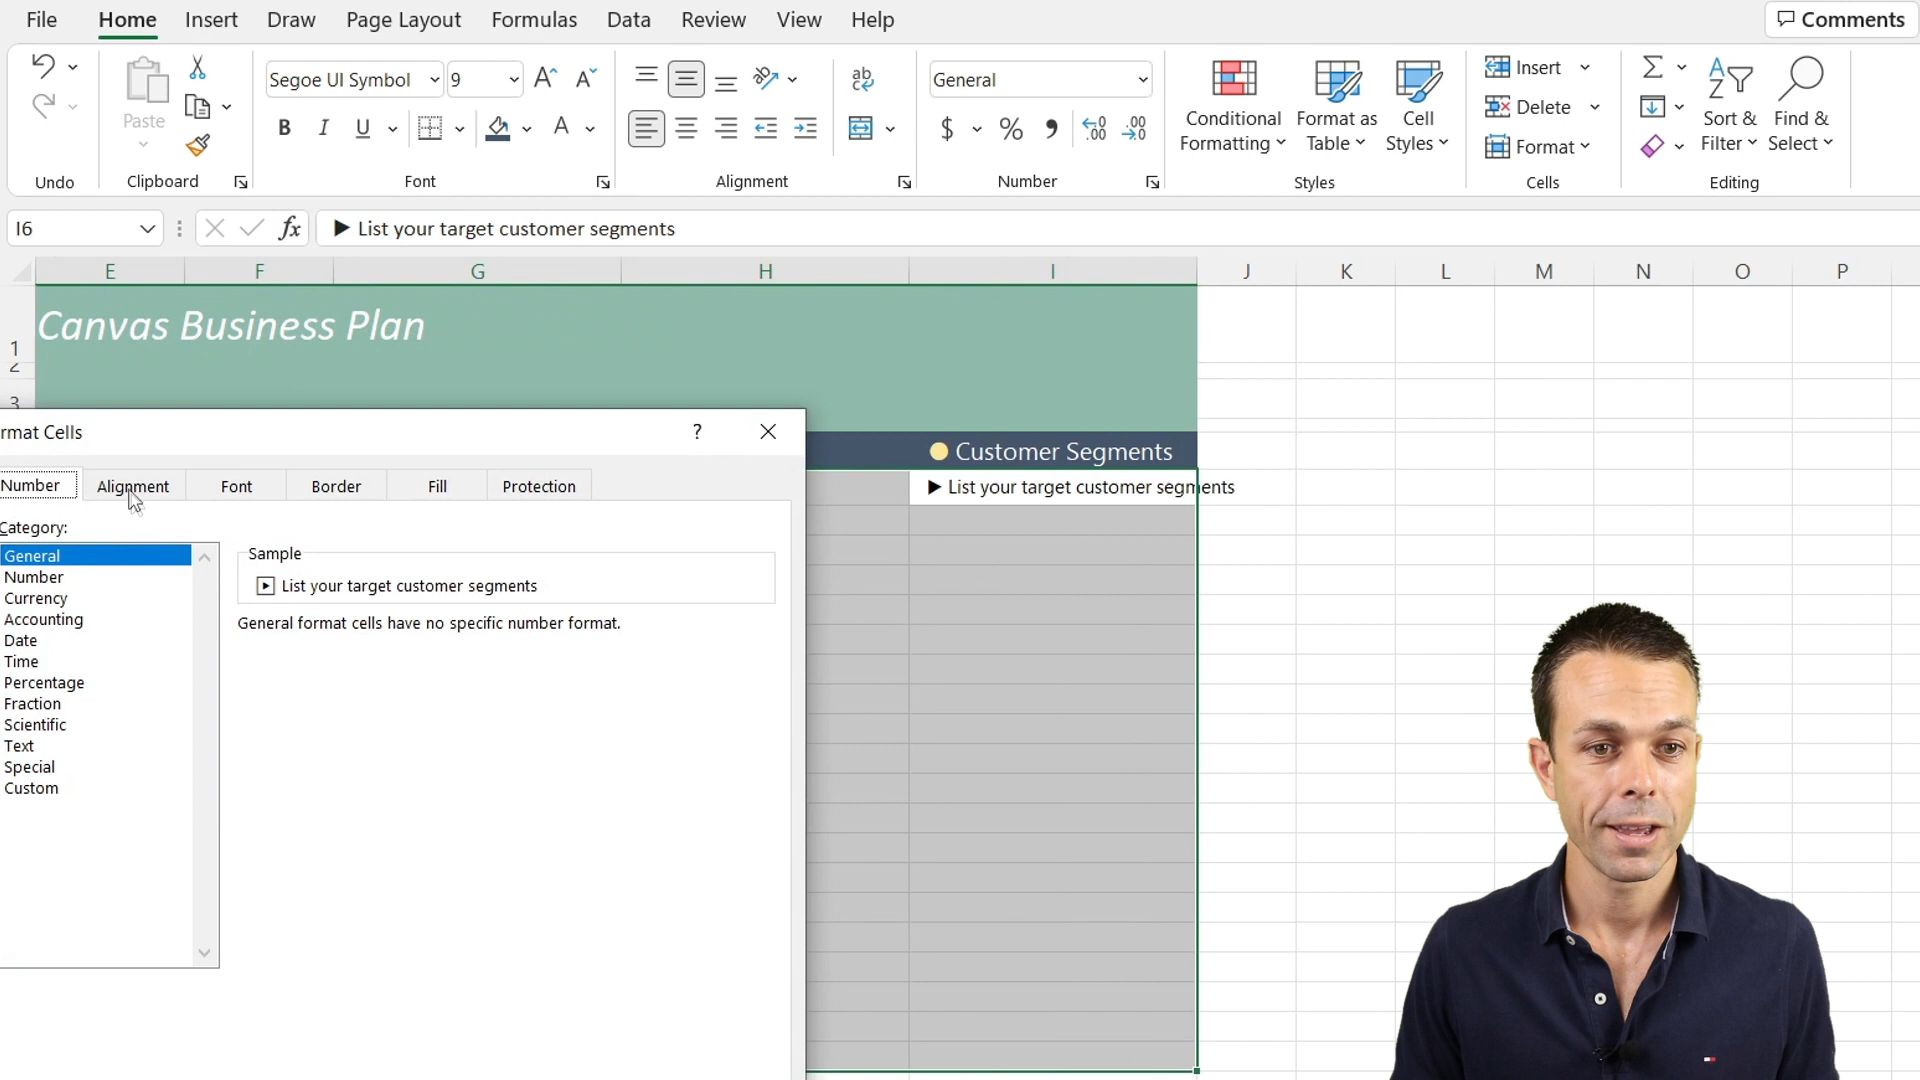 File Home Insert Draw Page Layout Formulas Data Review View Help Comments
Segoe UI Symbol 9 General Insert
Paste Conditional Format as Cell Delete Sort & Find &
Formatting Table Styles Format Filter Select
Undo Clipboard Font Alignment Number Styles Cells Editing
I6 fx ▶ List your target customer segments
E F G H I J K L M N O P
1 Canvas Business Plan
2
3
rmat Cells ?
Customer Segments
Number Alignment Font Border Fill Protection
▶ List your target customer segments
Category:
General
Number
Currency
Accounting
Date
Time
Percentage
Fraction
Scientific
Text
Special
Custom
Sample
▶ List your target customer segments
General format cells have no specific number format.